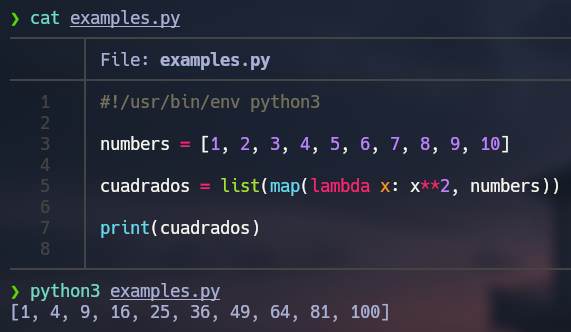 ❯ cat examples.py
File: examples.py
1 #!/usr/bin/env python3
2
3 numbers = [1, 2, 3, 4, 5, 6, 7, 8, 9, 10]
4
5 cuadrados = list(map(lambda x: x**2, numbers))
6
7 print(cuadrados)
8
❯ python3 examples.py
[1, 4, 9, 16, 25, 36, 49, 64, 81, 100]